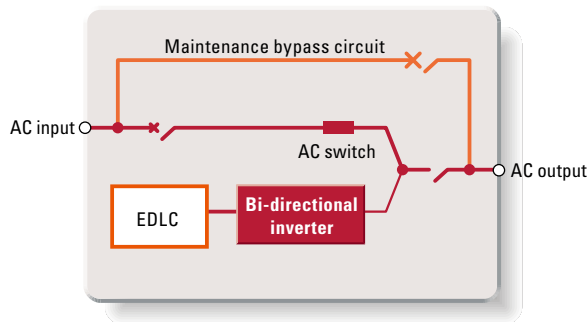 Maintenance bypass circuit
AC input
AC switch
AC output
EDLC
Bi-directional
inverter